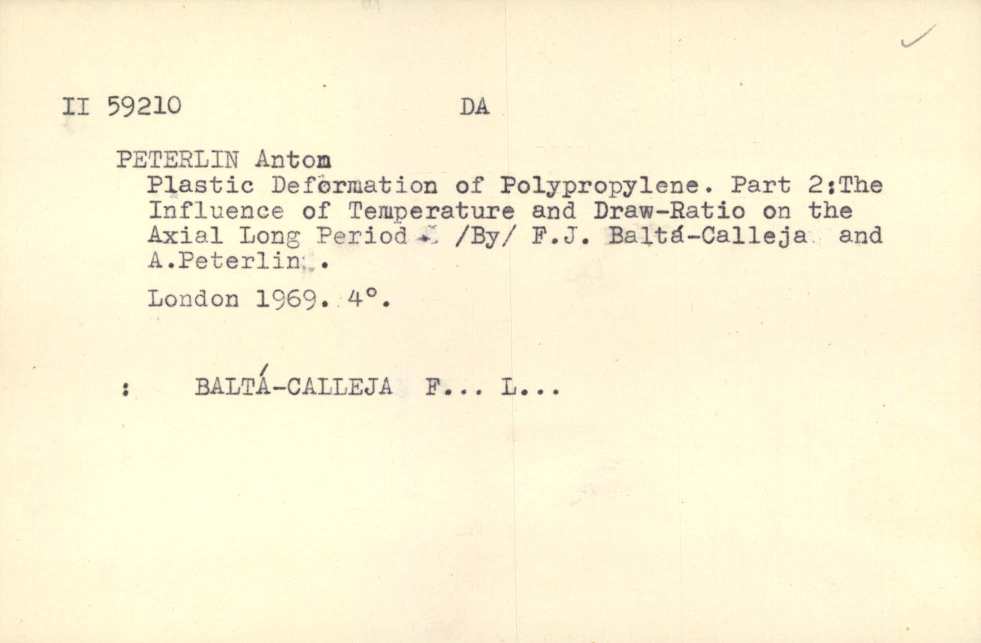 II 59210 DA
PETERLIN Anton
Plastic Deformation of Polypropylene. Part 2:The
Influence of Temperature and Draw-Ratio on the
Axial Long Period. /By/ F.J. Baltá-Calleja and
A.Peterlin.
London 1969. 4°.
: BALTÁ-CALLEJA F... L...